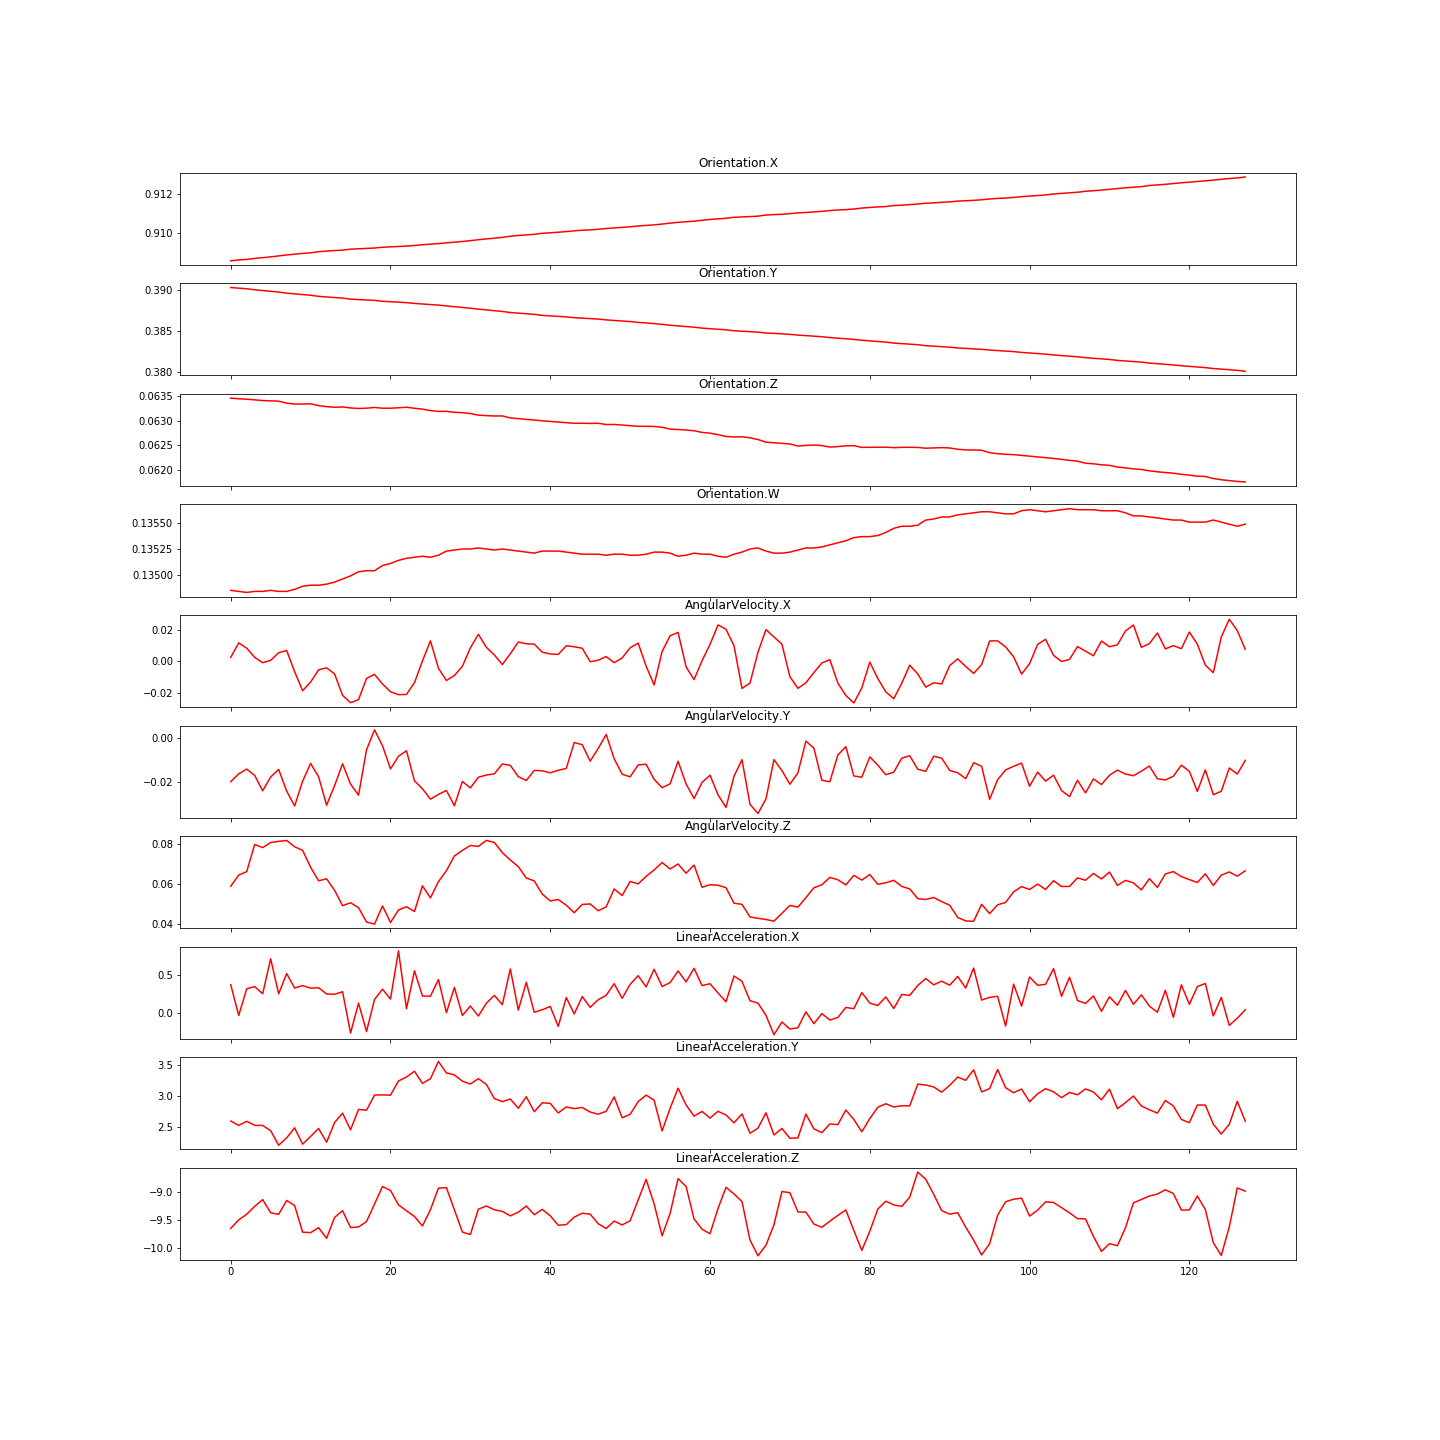 Orientation.X
0.912
0.910
Orientation.Y
0.390
0.385
0.380
Orientation.Z
0.0635
0.0630
0.0625
0.0620
Orientation.W
0.13550
0.13525
0.13500
AngularVelocity.X
0.02
0.00
−0.02
AngularVelocity.Y
0.00
−0.02
AngularVelocity.Z
0.08
0.06
0.04
LinearAcceleration.X
0.5
0.0
LinearAcceleration.Y
3.5
3.0
2.5
LinearAcceleration.Z
−9.0
−9.5
−10.0
0 20 40 60 80 100 120